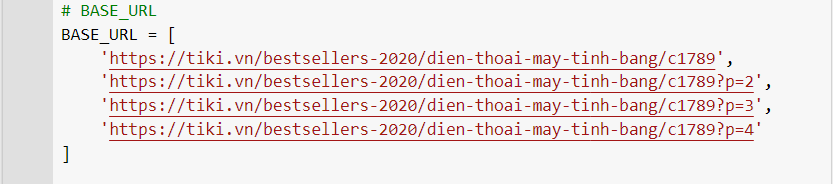 # BASE_URL
BASE_URL = [
'https://tiki.vn/bestsellers-2020/dien-thoai-may-tinh-bang/c1789',
'https://tiki.vn/bestsellers-2020/dien-thoai-may-tinh-bang/c1789?p=2',
'https://tiki.vn/bestsellers-2020/dien-thoai-may-tinh-bang/c1789?p=3',
'https://tiki.vn/bestsellers-2020/dien-thoai-may-tinh-bang/c1789?p=4'
]